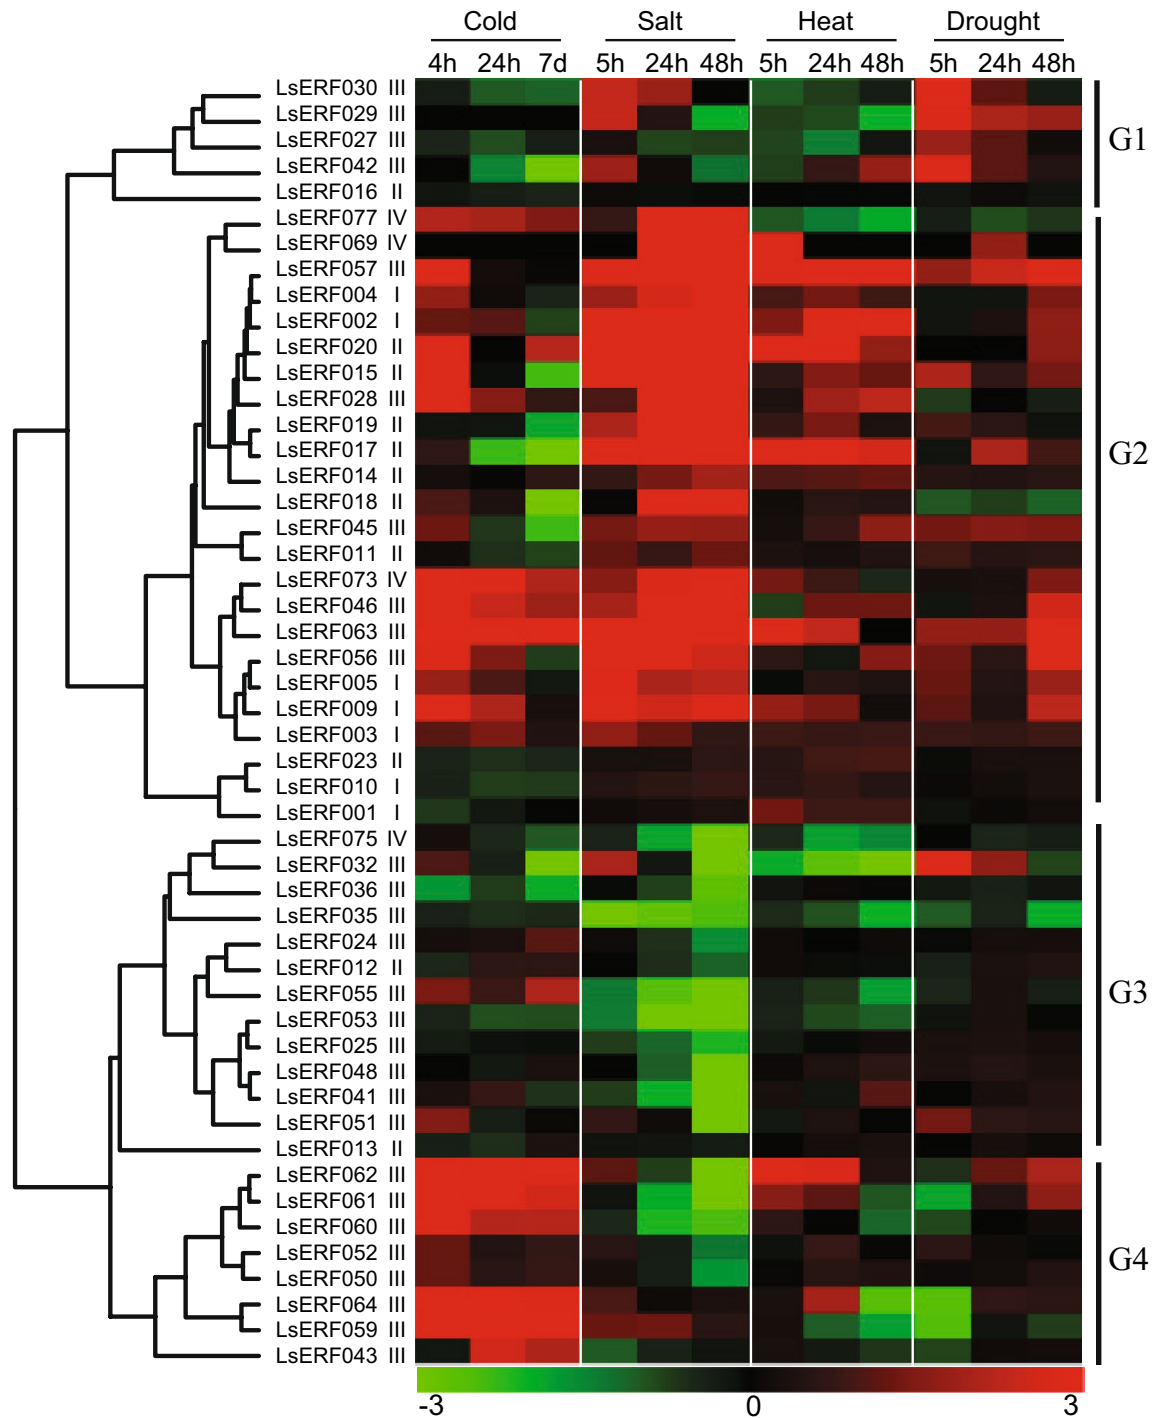 Cold Salt Heat Drought
4h 24h 7d 5h 24h 48h 5h 24h 48h 5h 24h 48h
LsERF030 III
LsERF029 III
LsERF027 III
G1
LsERF042 III
LsERF016 II
LsERF077 IV
LsERF069 IV
LsERF057 III
LsERF004 I
LsERF002 I
LsERF020 II
LsERF015 II
LsERF028 III
LsERF019 II
LsERF017 II
G2
LsERF014 II
LsERF018 II
LsERF045 III
LsERF011 II
LsERF073 IV
LsERF046 III
LsERF063 III
LsERF056 III
LsERF005 I
LsERF009 I
LsERF003 I
LsERF023 II
LsERF010 I
LsERF001 I
LsERF075 IV
LsERF032 III
LsERF036 III
LsERF035 III
LsERF024 III
LsERF012 II
LsERF055 III
G3
LsERF053 III
LsERF025 III
LsERF048 III
LsERF041 III
LsERF051 III
LsERF013 II
LsERF062 III
LsERF061 III
LsERF060 III
LsERF052 III
G4
LsERF050 III
LsERF064 III
LsERF059 III
LsERF043 III
-3 0 3